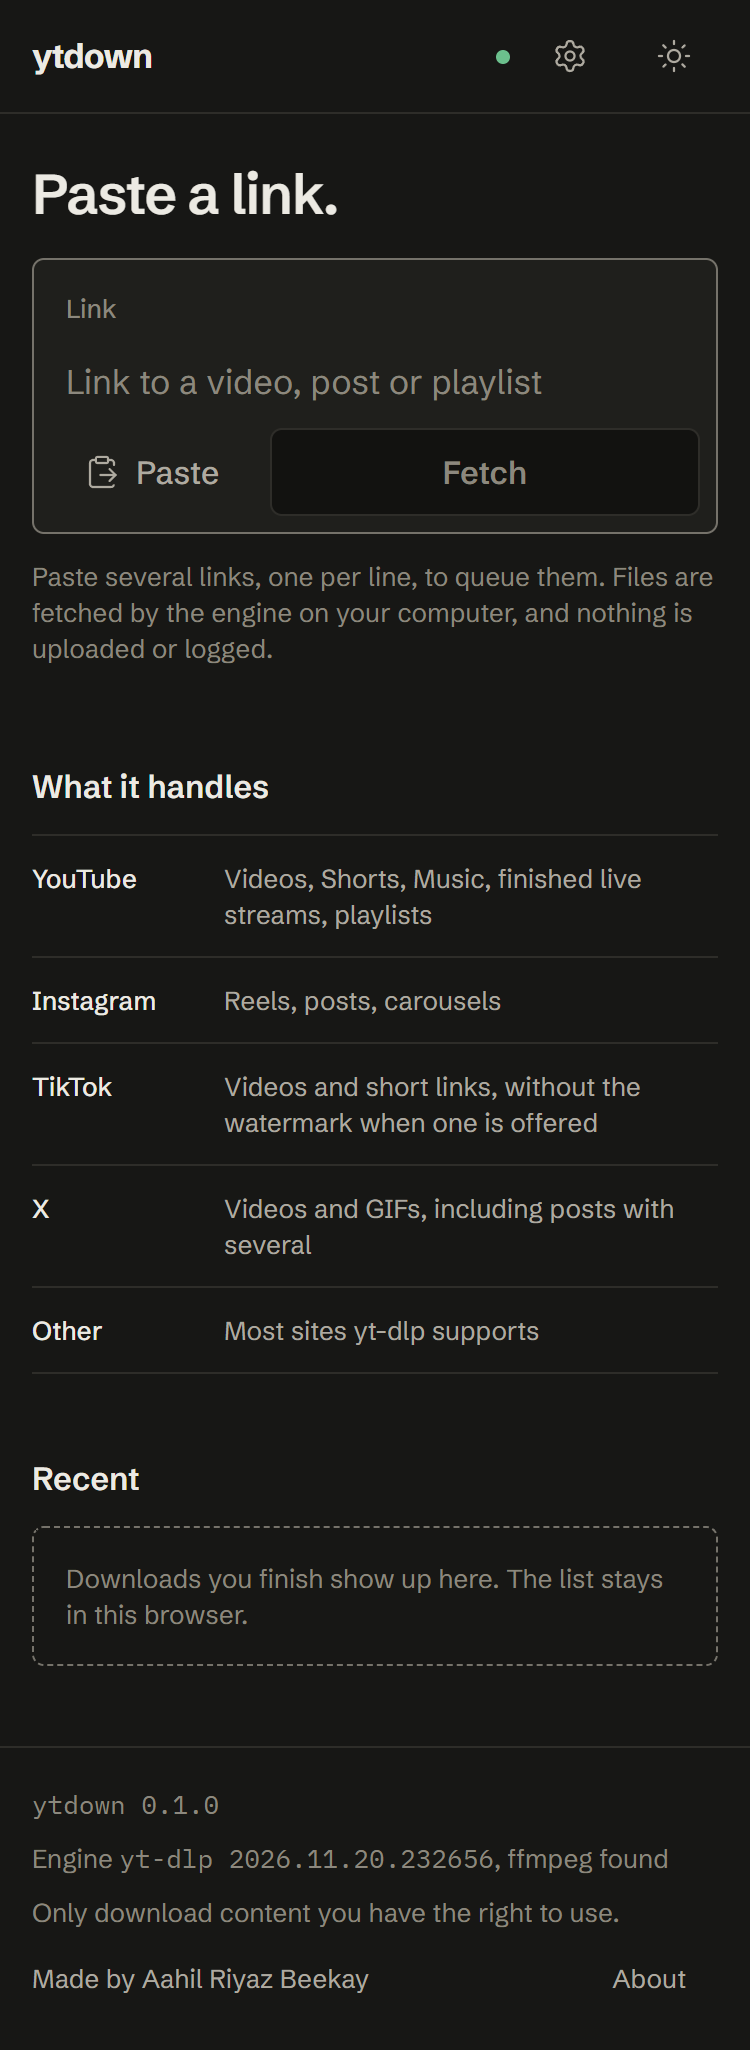 ytdown
Paste a link.
Link
Link to a video, post or playlist
Paste
Fetch
Paste several links, one per line, to queue them. Files are
fetched by the engine on your computer, and nothing is
uploaded or logged.
What it handles
YouTube
Videos, Shorts, Music, finished live
streams, playlists
Instagram
Reels, posts, carousels
TikTok
Videos and short links, without the
watermark when one is offered
X
Videos and GIFs, including posts with
several
Other
Most sites yt-dlp supports
Recent
Downloads you finish show up here. The list stays
in this browser.
ytdown 0.1.0
Engine yt-dlp 2026.11.20.232656, ffmpeg found
Only download content you have the right to use.
Made by Aahil Riyaz Beekay
About